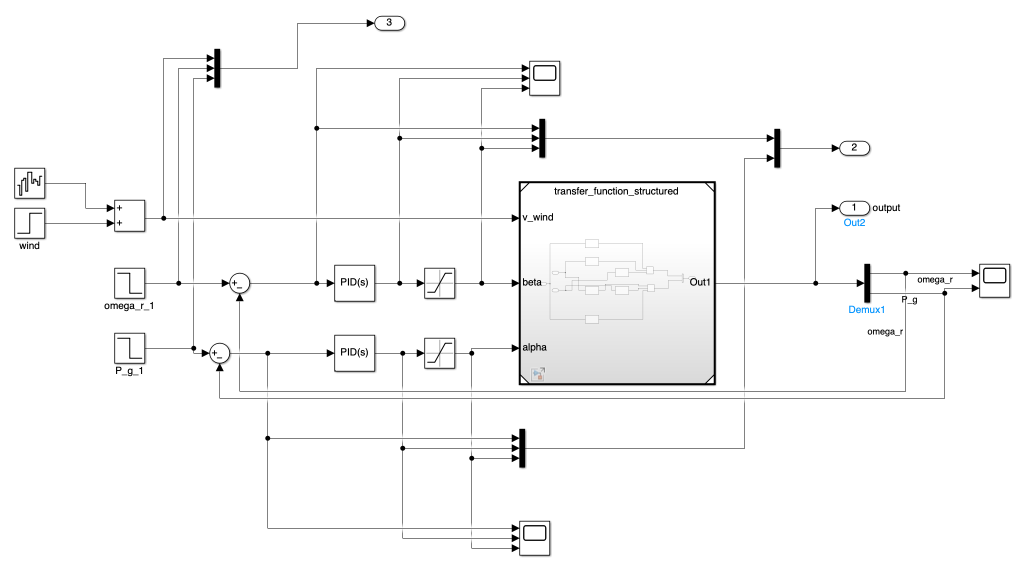 3
2
transfer_function_structured
+
+
v_wind
wind
1
output
Out2
omega_r_1
+
−
PID(s)
beta
Out1
omega_r
P_g
Demux1
omega_r
P_g_1
+
−
PID(s)
alpha